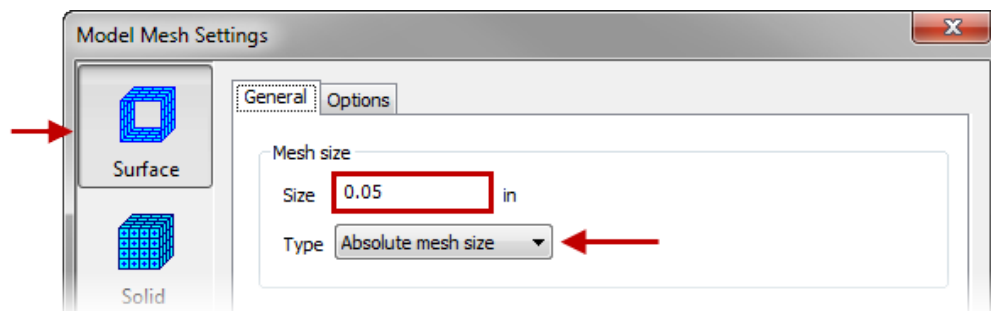 Model Mesh Settings
x
General Options
Surface
Mesh size
Size 0.05 in
Type Absolute mesh size
Solid